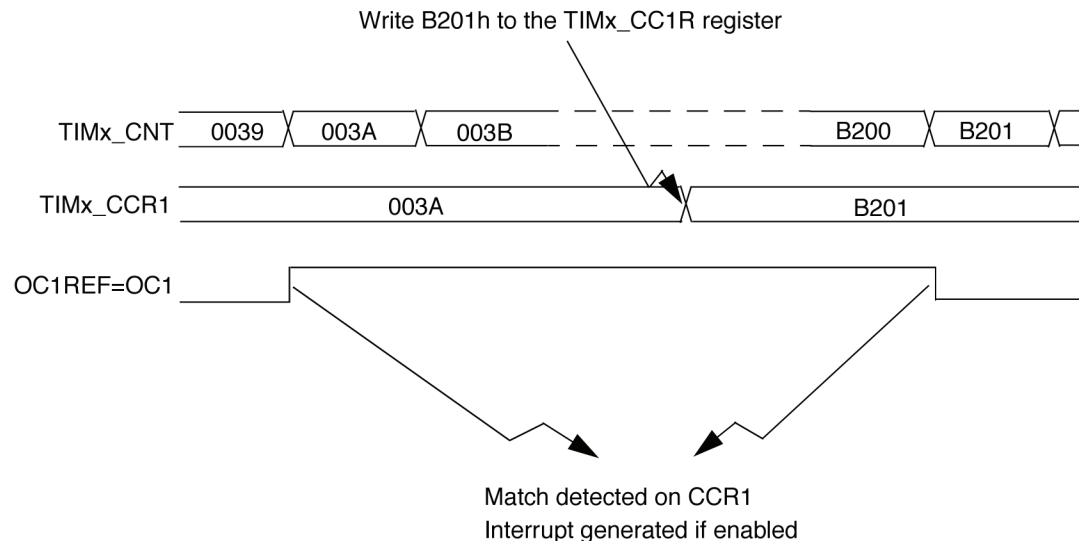 Write B201h to the TIMx_CC1R register
TIMx_CNT 0039 003A 003B B200 B201
TIMx_CCR1 003A B201
OC1REF=OC1
Match detected on CCR1
Interrupt generated if enabled